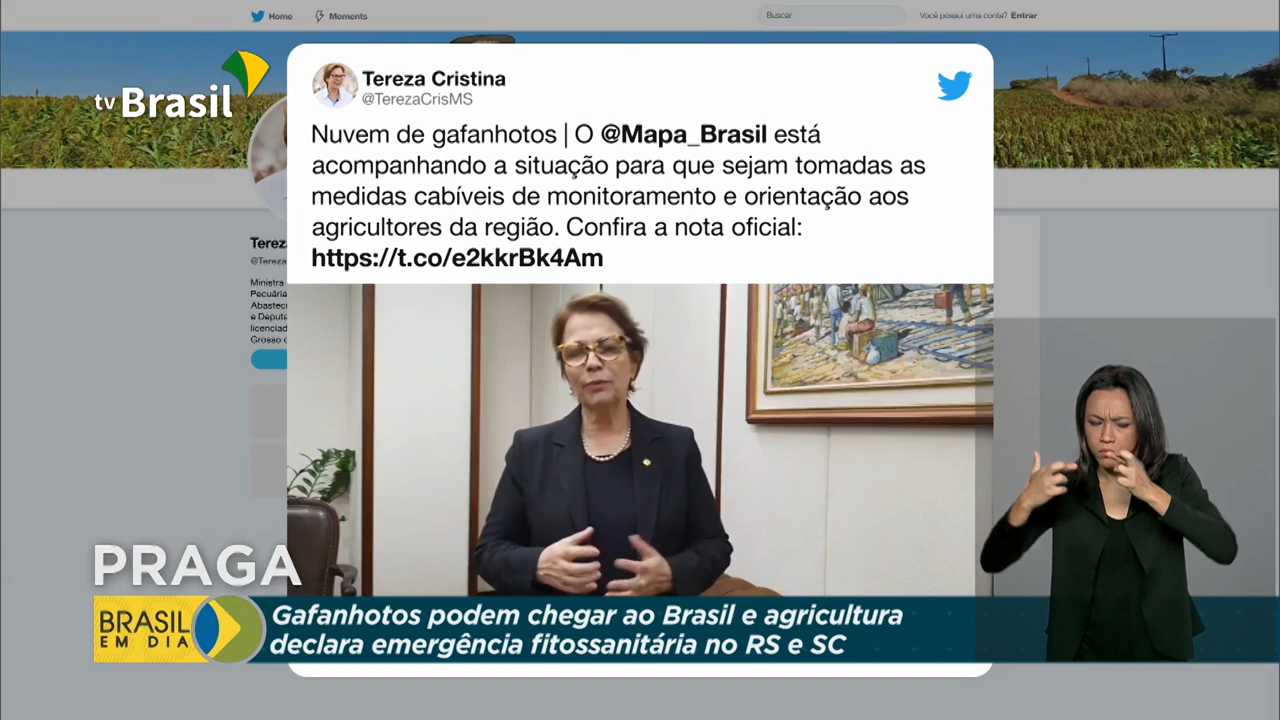 Home
Moments
Buscar
Você possui uma conta? Entrar
tv Brasil
Tereza Cristina
@TerezaCrisMS
Nuvem de gafanhotos | O @Mapa_Brasil está
acompanhando a situação para que sejam tomadas as
medidas cabíveis de monitoramento e orientação aos
agricultores da região. Confira a nota oficial:
https://t.co/e2kkrBk4Am
Ministra
PRAGA
BRASIL
EM DIA
Gafanhotos podem chegar ao Brasil e agricultura
declara emergência fitossanitária no RS e SC